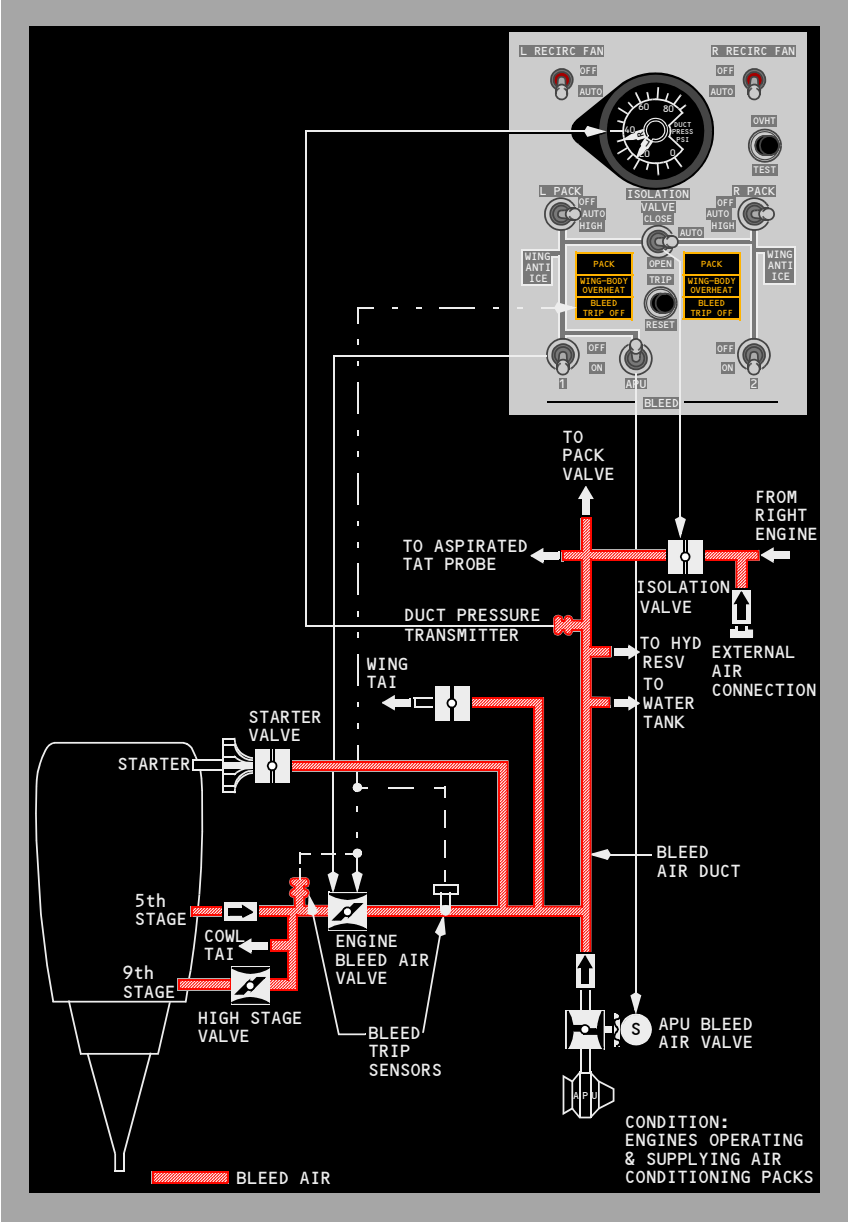 L RECIRC FAN
R RECIRC FAN
OFF
AUTO
OFF
AUTO
60
80
40
20
0
DUCT
PRESS
PSI
OVHT
TEST
L PACK
OFF
AUTO
HIGH
ISOLATION
VALVE
CLOSE
AUTO
OPEN
R PACK
OFF
AUTO
HIGH
WING
ANTI
ICE
WING
ANTI
ICE
PACK
WING-BODY
OVERHEAT
BLEED
TRIP OFF
TRIP
RESET
PACK
WING-BODY
OVERHEAT
BLEED
TRIP OFF
OFF
ON
OFF
ON
1
APU
2
BLEED
TO
PACK
VALVE
FROM
RIGHT
ENGINE
TO ASPIRATED
TAT PROBE
ISOLATION
VALVE
DUCT PRESSURE
TRANSMITTER
TO HYD
RESV
EXTERNAL
AIR
CONNECTION
WING
TAI
TO
WATER
TANK
STARTER
VALVE
STARTER
BLEED
AIR DUCT
5th
STAGE
COWL
TAI
ENGINE
BLEED AIR
VALVE
9th
STAGE
HIGH STAGE
VALVE
BLEED
TRIP
SENSORS
S
APU BLEED
AIR VALVE
APU
CONDITION:
ENGINES OPERATING
& SUPPLYING AIR
CONDITIONING PACKS
BLEED AIR